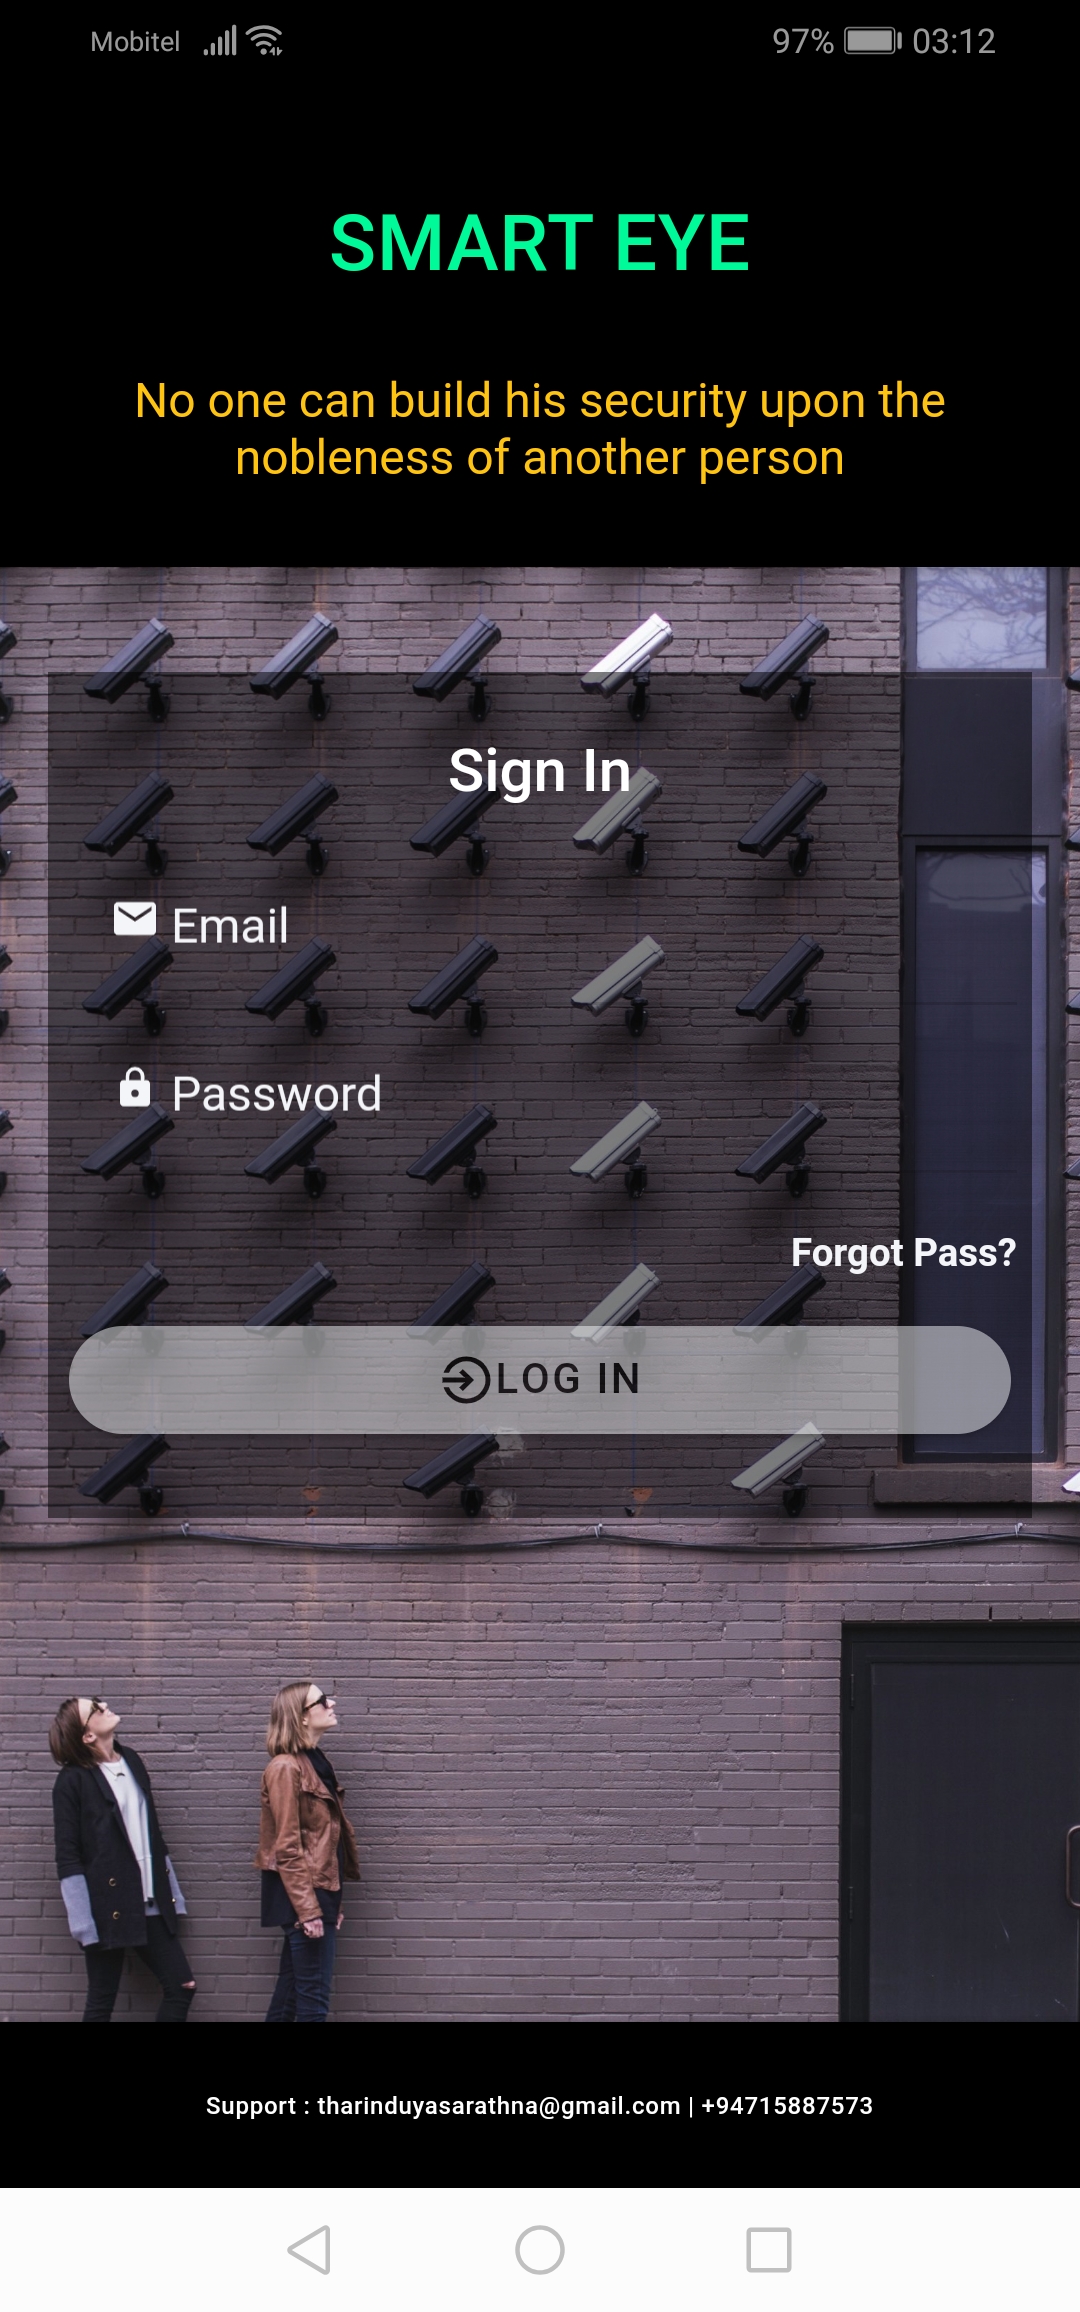 Mobitel 97% 03:12
SMART EYE
No one can build his security upon the
nobleness of another person
Sign In
Email
Password
Forgot Pass?
LOG IN
Support : tharinduyasarathna@gmail.com | +94715887573